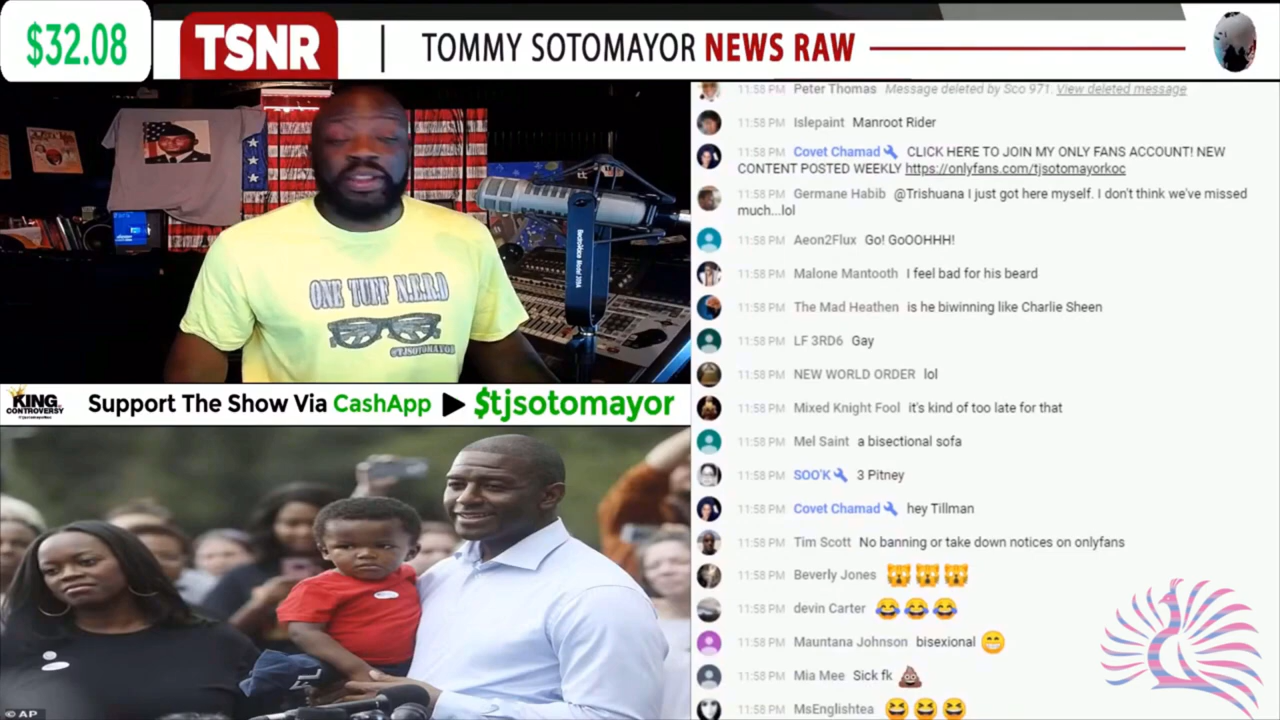 $32.08
TSNR
TOMMY SOTOMAYOR NEWS RAW
ONE TUFF N.E.R.D
@TJSOTOMAYOR
KING
CONTROVERSY
Support The Show Via CashApp $tjsotomayor
© AP
11:58 PM Peter Thomas Message deleted by Sco 971. View deleted message
11:58 PM Islepaint Manroot Rider
11:58 PM Covet Chamad CLICK HERE TO JOIN MY ONLY FANS ACCOUNT! NEW
CONTENT POSTED WEEKLY https://onlyfans.com/tjsotomayorkoc
11:58 PM Germane Habib @Trishuana I just got here myself. I don't think we've missed
much...lol
11:58 PM Aeon2Flux Go! GoOOHHH!
11:58 PM Malone Mantooth I feel bad for his beard
11:58 PM The Mad Heathen is he biwinning like Charlie Sheen
11:58 PM LF 3RD6 Gay
11:58 PM NEW WORLD ORDER lol
11:58 PM Mixed Knight Fool it's kind of too late for that
11:58 PM Mel Saint a bisectional sofa
11:58 PM SOO'K 3 Pitney
11:58 PM Covet Chamad hey Tillman
11:58 PM Tim Scott No banning or take down notices on onlyfans
11:58 PM Beverly Jones 🙀🙀🙀
11:58 PM devin Carter 😂😂😂
11:58 PM Mauntana Johnson bisexional 😁
11:58 PM Mia Mee Sick fk 💩
11:58 PM MsEnglishtea 😆😆😆